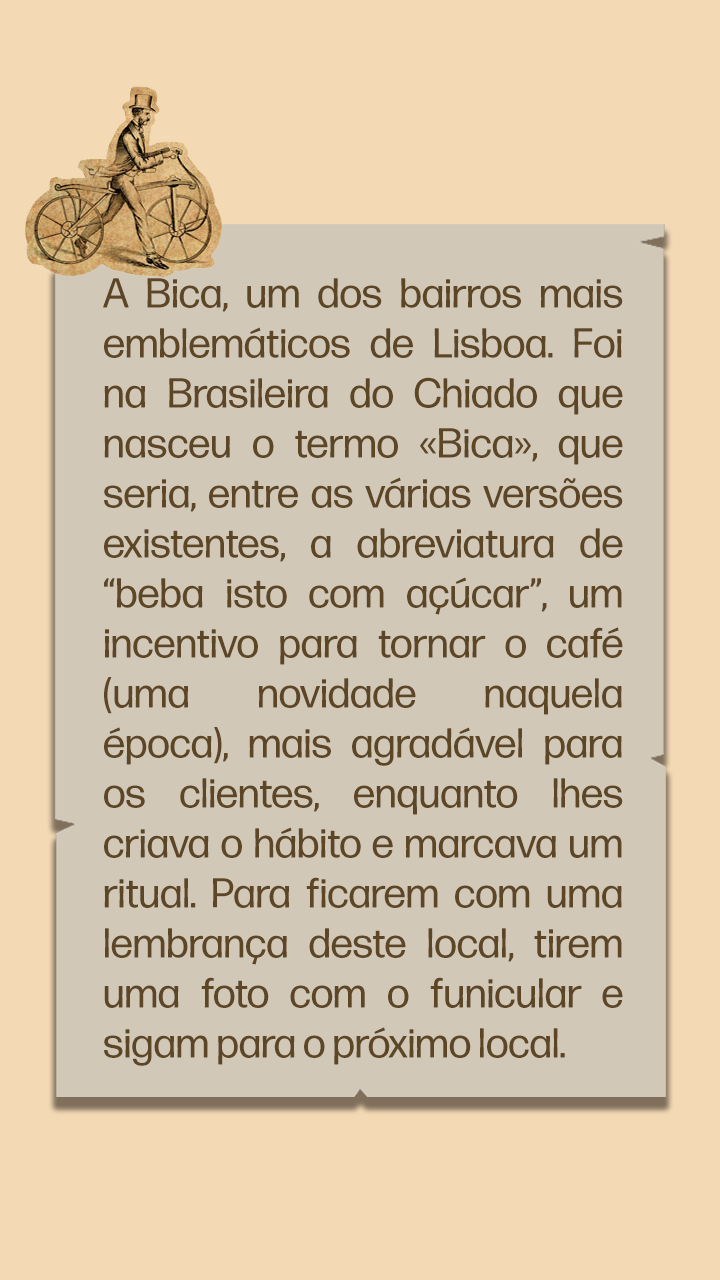 A Bica, um dos bairros mais
emblemáticos de Lisboa. Foi
na Brasileira do Chiado que
nasceu o termo «Bica», que
seria, entre as várias versões
existentes, a abreviatura de
“beba isto com açúcar”, um
incentivo para tornar o café
(uma novidade naquela
época), mais agradável para
os clientes, enquanto lhes
criava o hábito e marcava um
ritual. Para ficarem com uma
lembrança deste local, tirem
uma foto com o funicular e
sigam para o próximo local.